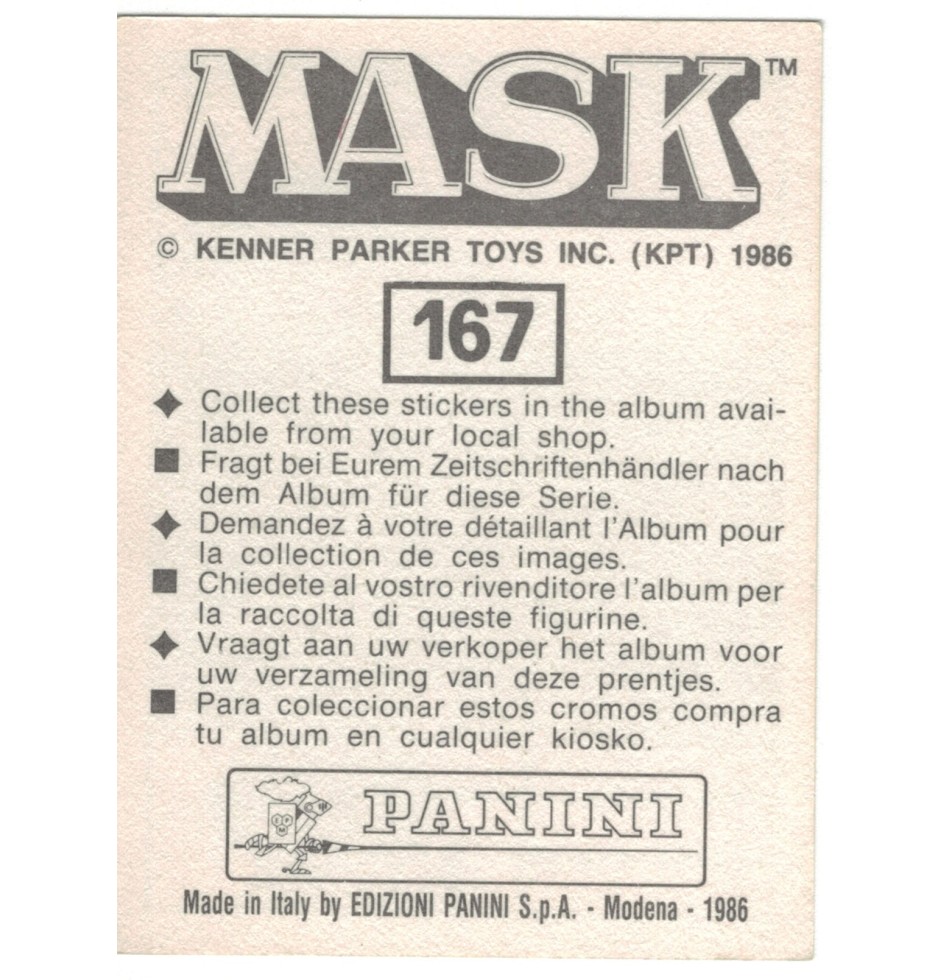 MASK™
© KENNER PARKER TOYS INC. (KPT) 1986
167
Collect these stickers in the album avai-
lable from your local shop.
Fragt bei Eurem Zeitschriftenhändler nach
dem Album für diese Serie.
Demandez à votre détaillant l'Album pour
la collection de ces images.
Chiedete al vostro rivenditore l'album per
la raccolta di queste figurine.
Vraagt aan uw verkoper het album voor
uw verzameling van deze prentjes.
Para coleccionar estos cromos compra
tu album en cualquier kiosko.
PANINI
Made in Italy by EDIZIONI PANINI S.p.A. - Modena - 1986